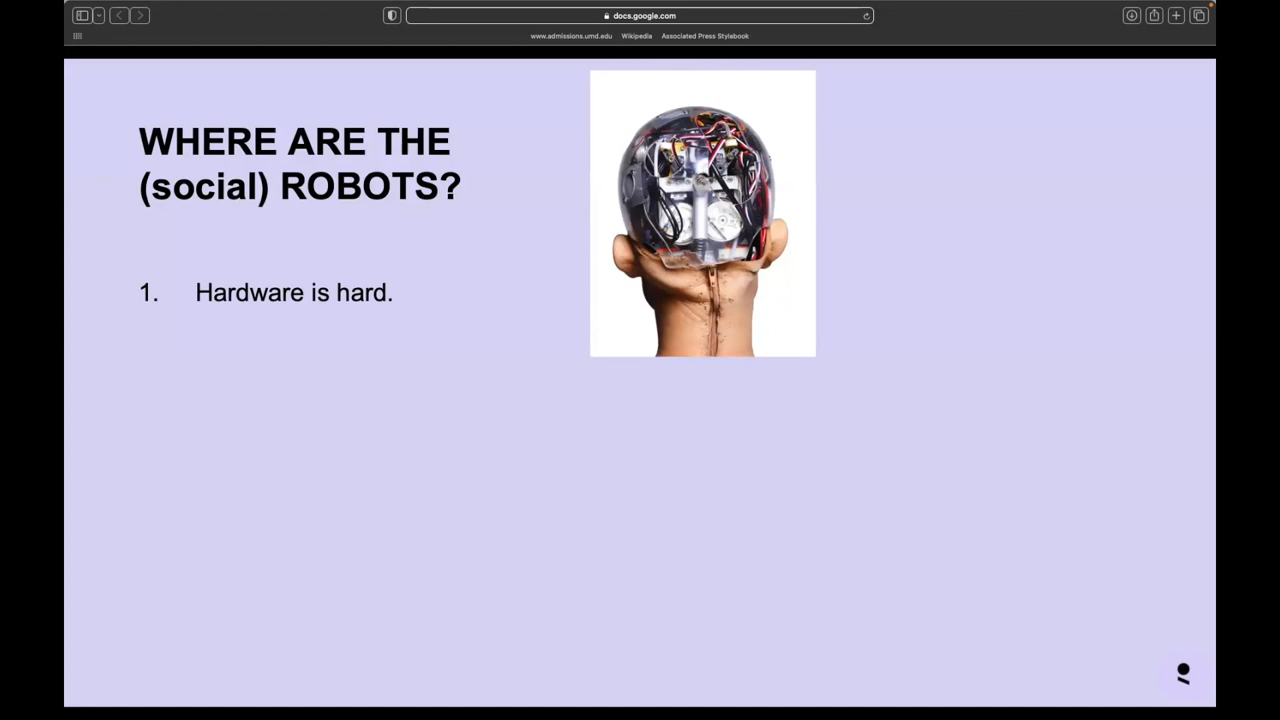 docs.google.com
www.admissions.umd.edu Wikipedia Associated Press Stylebook
WHERE ARE THE
(social) ROBOTS?
1. Hardware is hard.